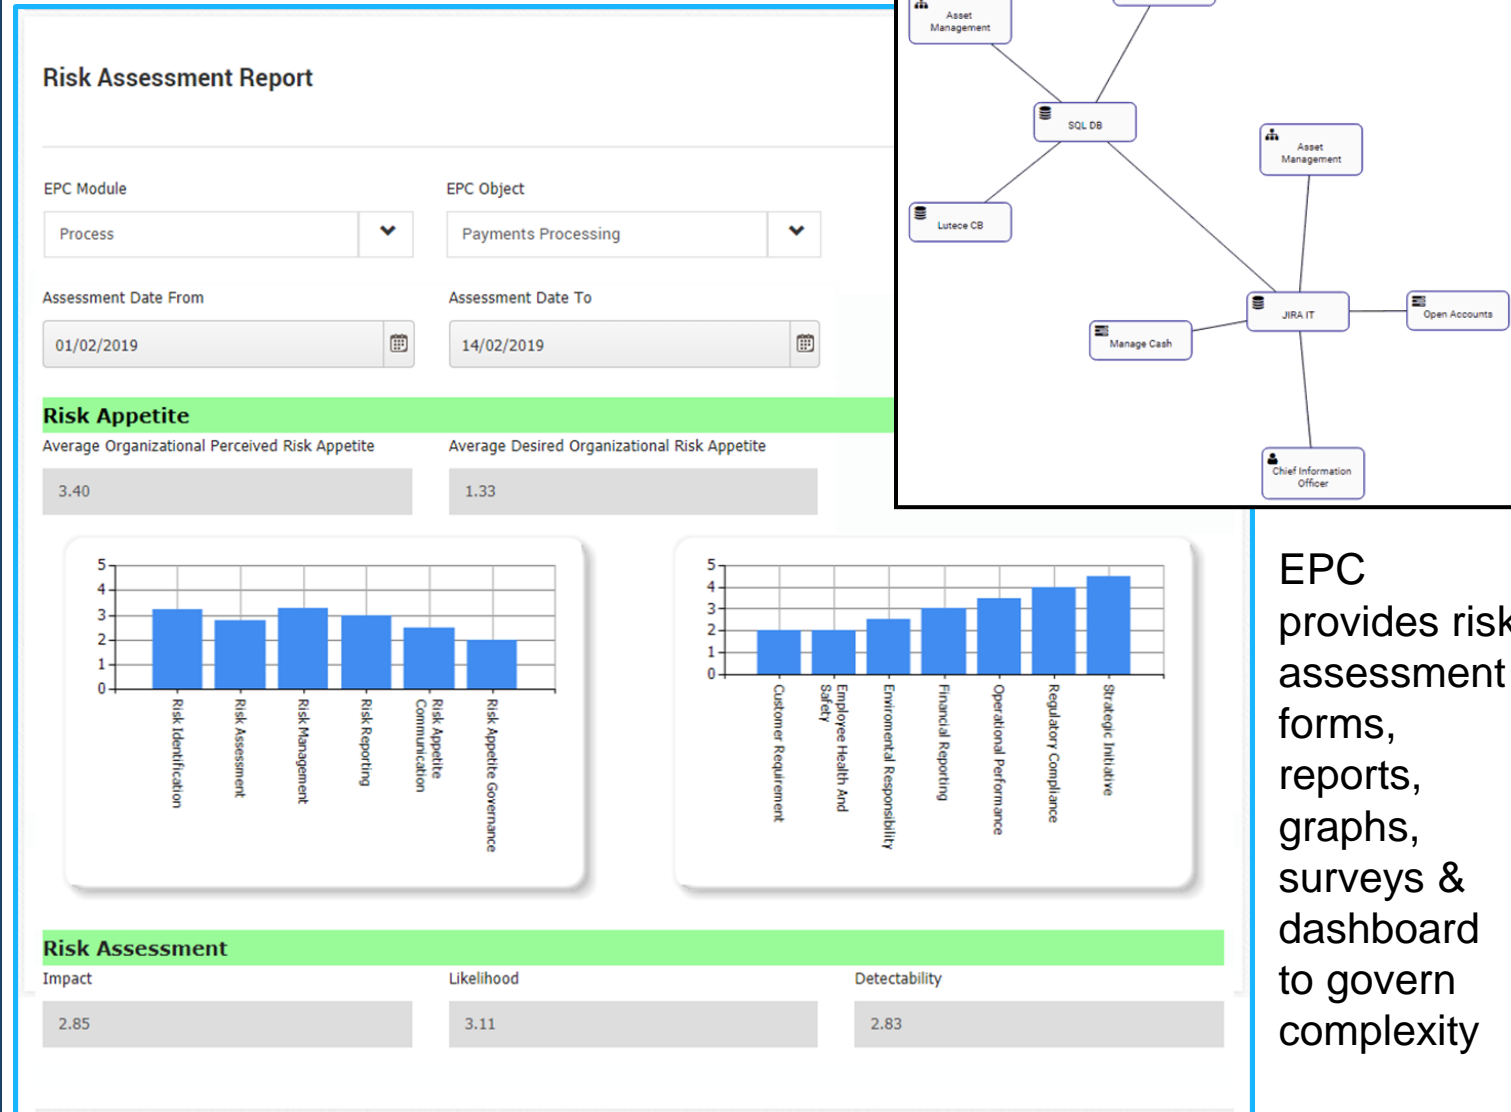 Risk Assessment Report
EPC Module
EPC Object
Process
Payments Processing
Assessment Date From
Assessment Date To
01/02/2019
14/02/2019
Risk Appetite
Average Organizational Perceived Risk Appetite
Average Desired Organizational Risk Appetite
3.40
1.33
5
4
3
2
1
0
Risk Identification
Risk Assessment
Risk Management
Risk Reporting
Risk Appetite
Communication
Risk Appetite Governance
5
4
3
2
1
0
Customer Requirement
Employee Health And
Safety
Enviromental Responsibility
Financial Reporting
Operational Performance
Regulatory Compliance
Strategic Initiative
Risk Assessment
Impact
Likelihood
Detectability
2.85
3.11
2.83
Asset
Management
SQL DB
Asset
Management
Lutece CB
JIRA IT
Open Accounts
Manage Cash
Chief Information
Officer
EPC
provides risk
assessment
forms,
reports,
graphs,
surveys &
dashboard
to govern
complexity